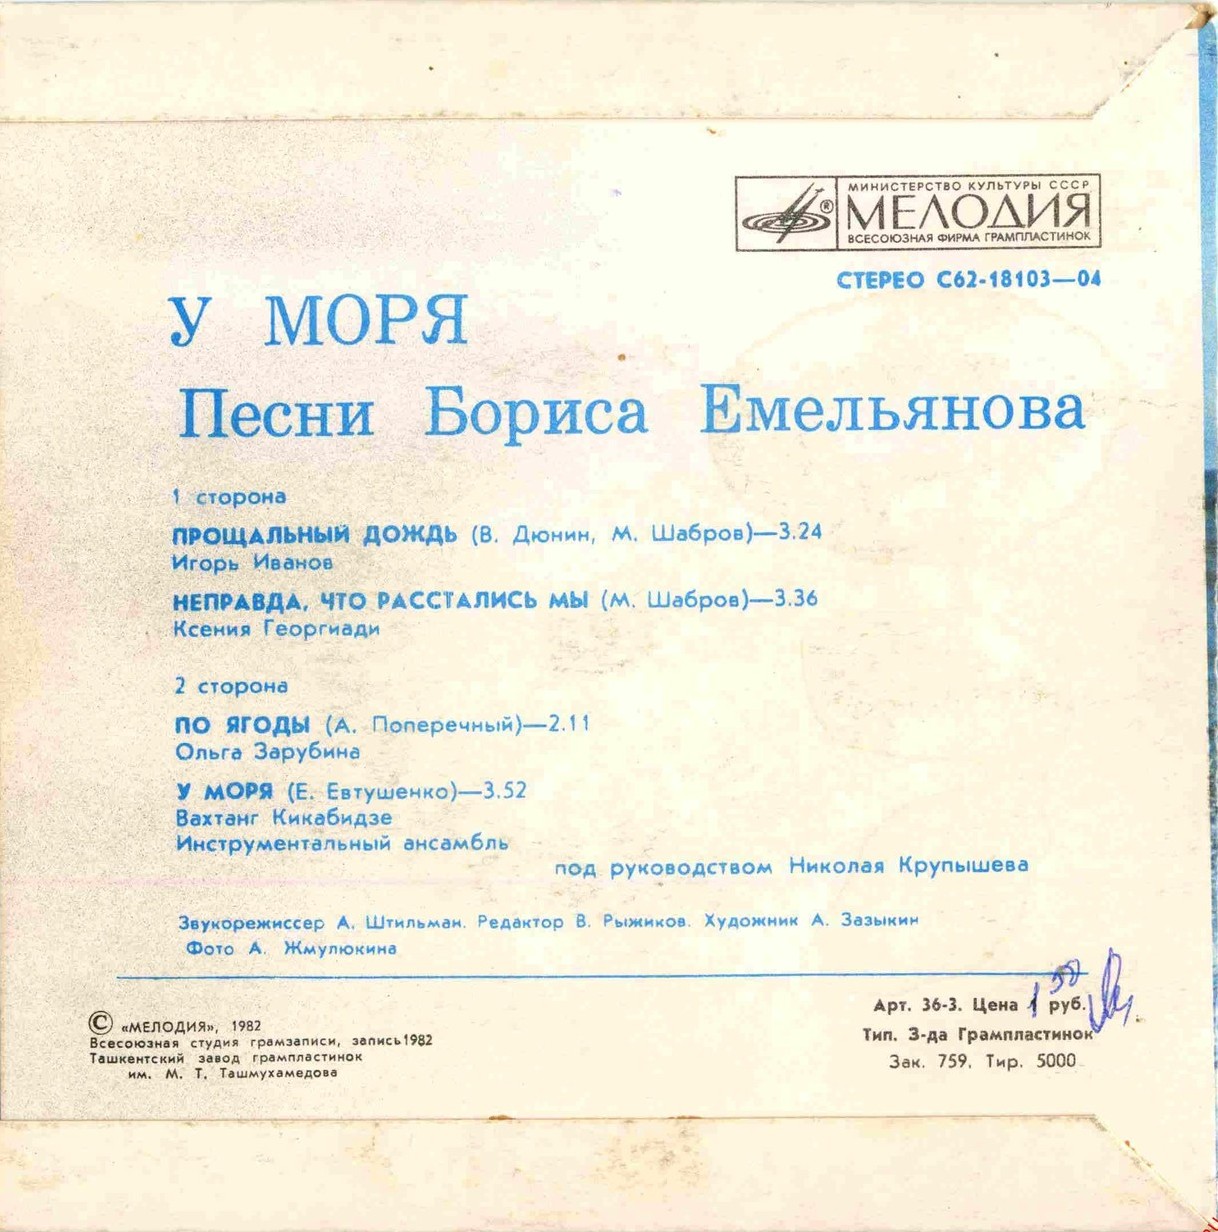 МИНИСТЕРСТВО КУЛЬТУРЫ СССР
МЕЛОДИЯ
®
ВСЕСОЮЗНАЯ ФИРМА ГРАМПЛАСТИНОК
СТЕРЕО С62-18103—04
У МОРЯ
Песни Бориса Емельянова
1 сторона
ПРОЩАЛЬНЫЙ ДОЖДЬ (В. Дюнин, М. Шабров)—3.24
Игорь Иванов
НЕПРАВДА, ЧТО РАССТАЛИСЬ МЫ (М. Шабров)—3.36
Ксения Георгиади
2 сторона
ПО ЯГОДЫ (А. Поперечный)—2.11
Ольга Зарубина
У МОРЯ (Е. Евтушенко)—3.52
Вахтанг Кикабидзе
Инструментальный ансамбль
под руководством Николая Крупышева
Звукорежиссер А. Штильман. Редактор В. Рыжиков. Художник А. Зазыкин
Фото А. Жмулюкина
© «МЕЛОДИЯ», 1982
Всесоюзная студия грамзаписи, запись1982
Ташкентский завод грампластинок
им. М. Т. Ташмухамедова
Арт. 36-3. Цена 1 руб.
Тип. З-да Грампластинок
Зак. 759. Тир. 5000